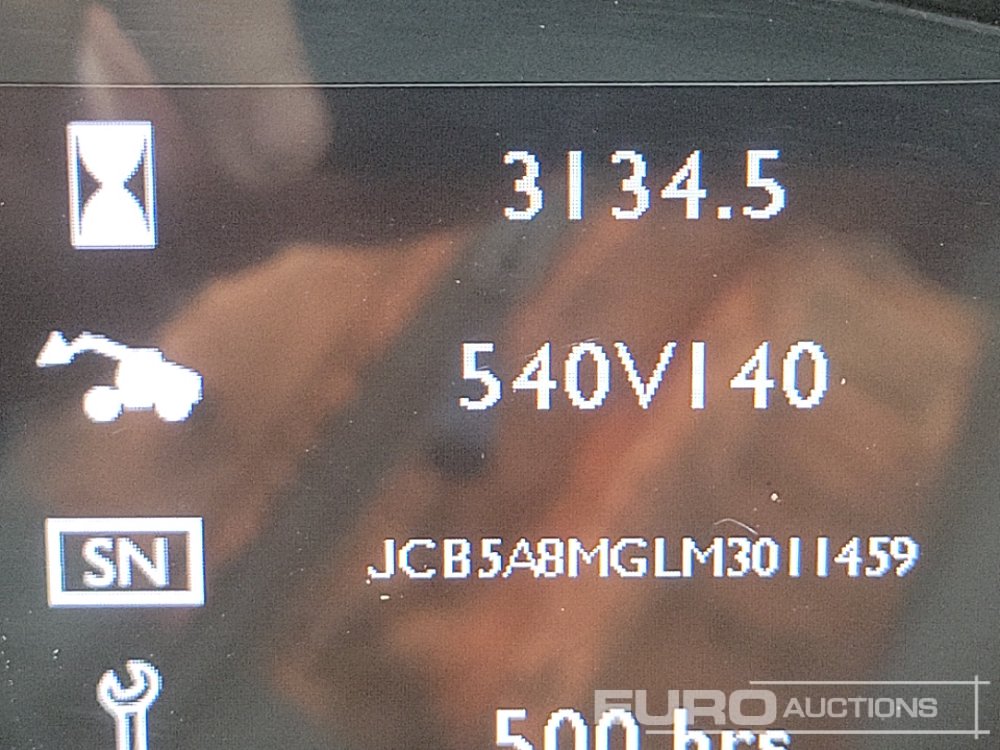 3134.5
540V140
SN JCB5A8MGLM3011459
500 hrs
EURO AUCTIONS